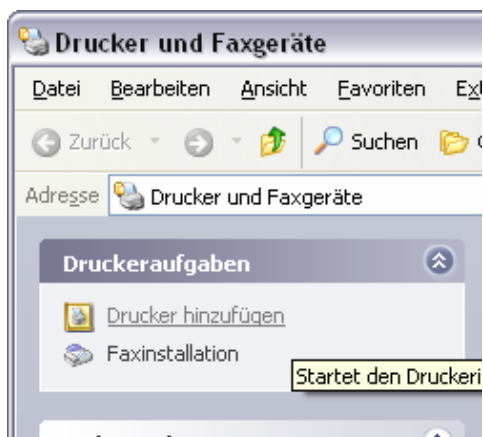 Drucker und Faxgeräte
Datei Bearbeiten Ansicht Favoriten
Zurück Suchen
Adresse Drucker und Faxgeräte
Druckeraufgaben
Drucker hinzufügen
Faxinstallation
Startet den Druckeri